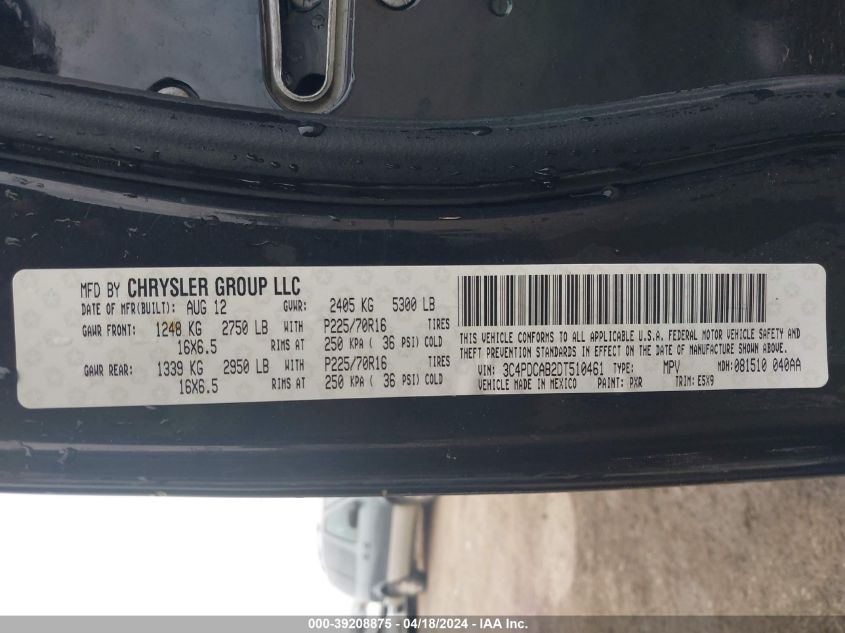 MFD BY CHRYSLER GROUP LLC
DATE OF MFR(BUILT): AUG 12 GVWR: 2405 KG 5300 LB
GAWR FRONT: 1248 KG 2750 LB WITH P225/70R16 TIRES
16X6.5 RIMS AT 250 KPA ( 36 PSI) COLD
GAWR REAR: 1339 KG 2950 LB WITH P225/70R16 TIRES
16X6.5 RIMS AT 250 KPA ( 36 PSI) COLD
THIS VEHICLE CONFORMS TO ALL APPLICABLE U.S.A. FEDERAL MOTOR VEHICLE SAFETY AND
THEFT PREVENTION STANDARDS IN EFFECT ON THE DATE OF MANUFACTURE SHOWN ABOVE.
VIN: 3C4PDCAB2DT510461 TYPE: MPV MDH: 081510 040AA
VEHICLE MADE IN MEXICO PAINT: PXR TRIM: E5X9
000-39208875 - 04/18/2024 - IAA Inc.